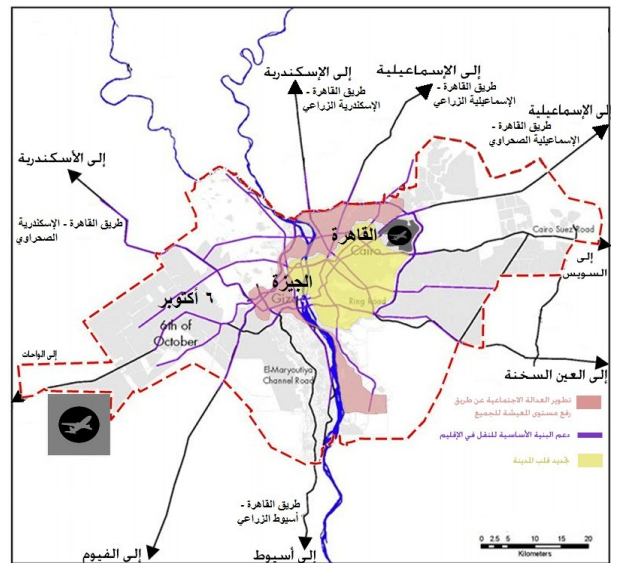 إلى الإسكندرية
طريق القاهرة -
الإسكندرية الزراعي
إلى الإسماعيلية
طريق القاهرة -
الإسماعيلية الزراعي
إلى الإسماعيلية
طريق القاهرة -
الإسماعيلية الصحراوي
إلى الأسكندرية
طريق القاهرة - الإسكندرية
الصحراوي
القاهرة
Cairo
Cairo Suez Road
إلى
السويس
الجيزة
Giza
Ring Road
٦ أكتوبر
6th of
October
إلى الواحات
El-Maryoutiya
Channel Road
إلى العين السخنة
تطوير العدالة الاجتماعية عن طريق
رفع مستوى المعيشة للجميع
دعم البنية الأساسية للنقل في الإقليم
تجديد قلب المدينة
طريق القاهرة -
أسيوط الزراعي
إلى الفيوم
إلى أسيوط
0 2.5 5 10 15 20
Kilometers